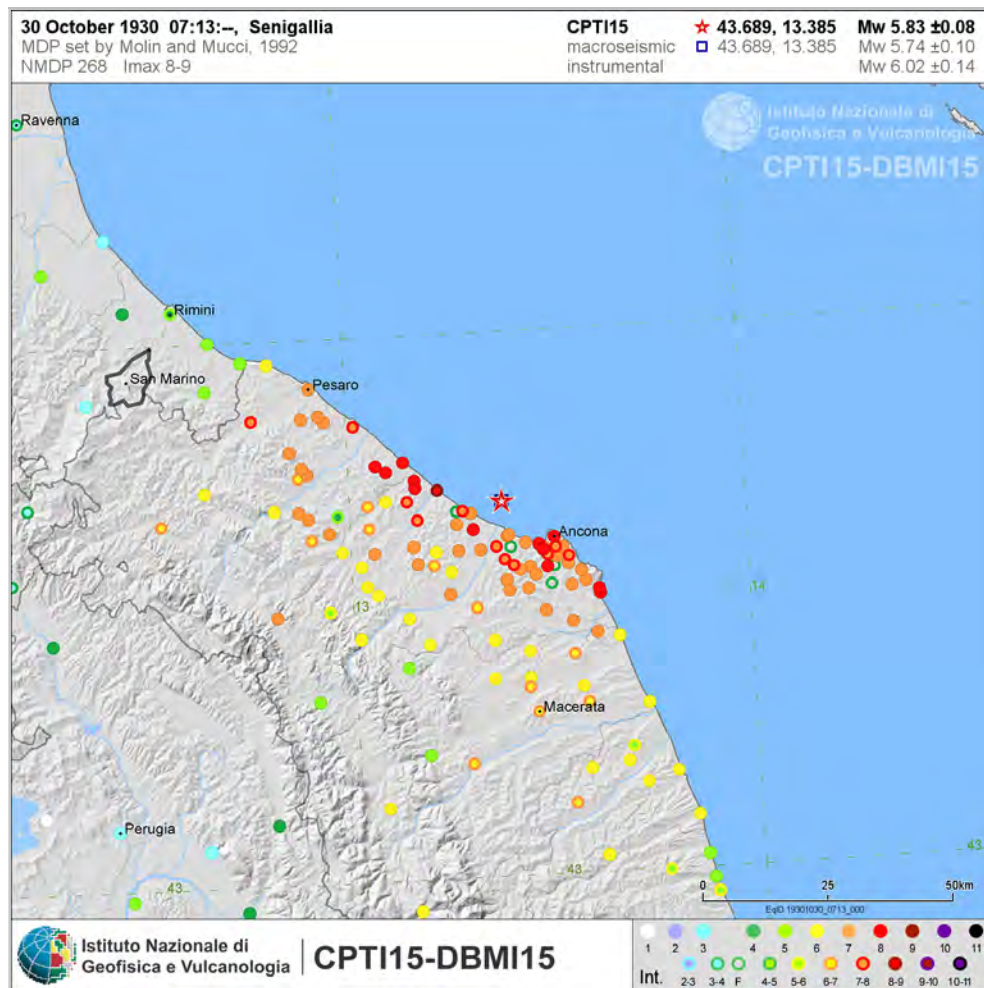 30 October 1930 07:13:--, Senigallia
MDP set by Molin and Mucci, 1992
NMDP 268 Imax 8-9
CPTI15 43.689, 13.385 Mw 5.83 ±0.08
macroseismic 43.689, 13.385 Mw 5.74 ±0.10
instrumental Mw 6.02 ±0.14
Istituto Nazionale di
Geofisica e Vulcanologia
CPTI15-DBMI15
Ravenna
Rimini
San Marino
Pesaro
Ancona
14
13
Macerata
Perugia
43
43
43
0 25 50km
EqID 19301030_0713_000
Istituto Nazionale di
Geofisica e Vulcanologia
CPTI15-DBMI15
1 2 3 4 5 6 7 8 9 10 11
Int. 2-3 3-4 F 4-5 5-6 6-7 7-8 8-9 9-10 10-11